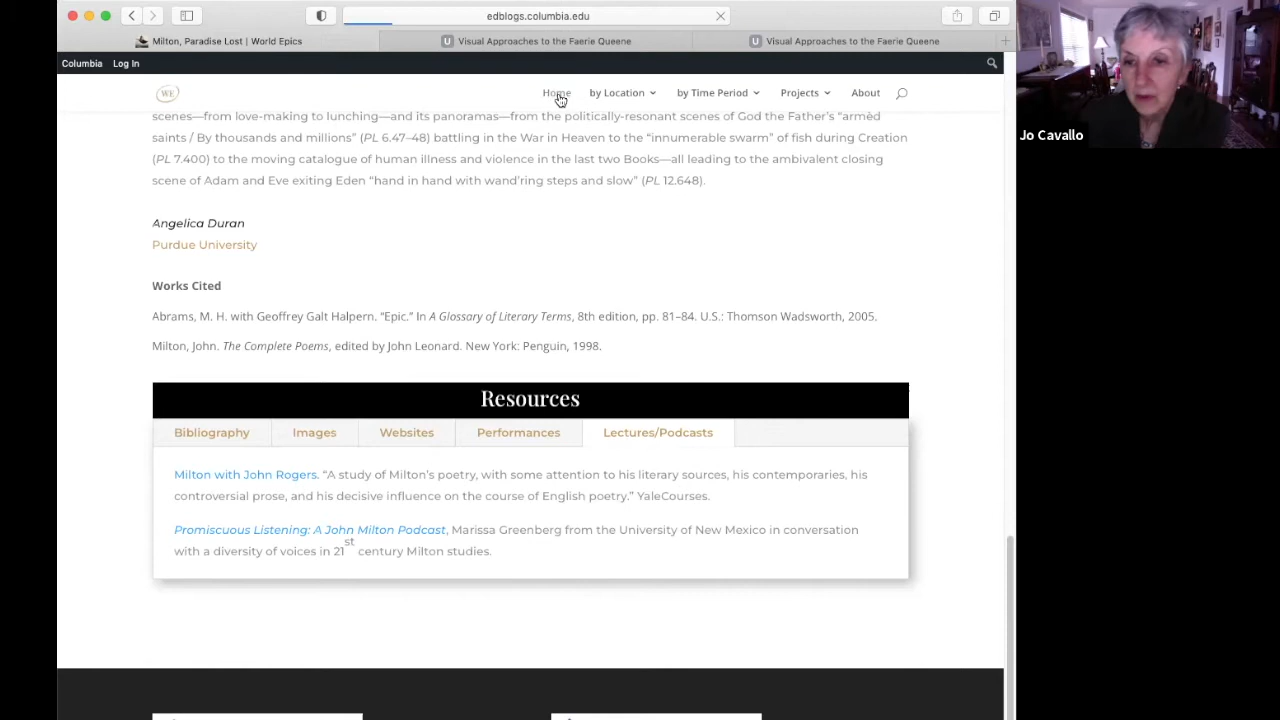 edblogs.columbia.edu
Milton, Paradise Lost | World Epics
U Visual Approaches to the Faerie Queene
U Visual Approaches to the Faerie Queene
Columbia Log In
WE Home by Location by Time Period Projects About
scenes—from love-making to lunching—and its panoramas—from the politically-resonant scenes of God the Father's "armèd
saints / By thousands and millions" (PL 6.47–48) battling in the War in Heaven to the "innumerable swarm" of fish during Creation
(PL 7.400) to the moving catalogue of human illness and violence in the last two Books—all leading to the ambivalent closing
scene of Adam and Eve exiting Eden "hand in hand with wand'ring steps and slow" (PL 12.648).
Angelica Duran
Purdue University
Works Cited
Abrams, M. H. with Geoffrey Galt Halpern. "Epic." In A Glossary of Literary Terms, 8th edition, pp. 81–84. U.S.: Thomson Wadsworth, 2005.
Milton, John. The Complete Poems, edited by John Leonard. New York: Penguin, 1998.
Resources
Bibliography Images Websites Performances Lectures/Podcasts
Milton with John Rogers. "A study of Milton's poetry, with some attention to his literary sources, his contemporaries, his
controversial prose, and his decisive influence on the course of English poetry." YaleCourses.
Promiscuous Listening: A John Milton Podcast, Marissa Greenberg from the University of New Mexico in conversation
with a diversity of voices in 21st century Milton studies.
Jo Cavallo